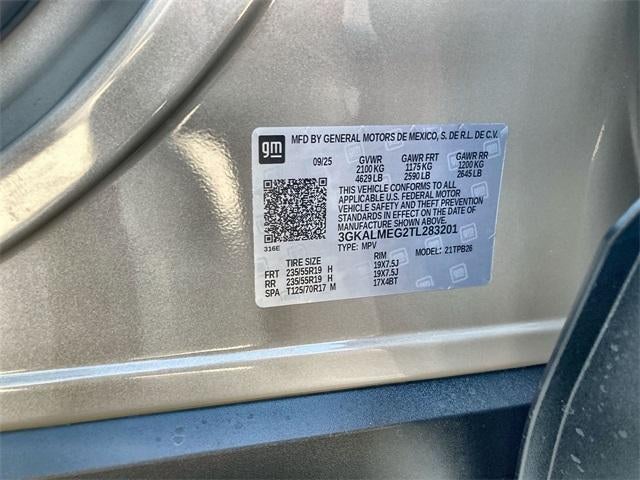 gm
MFD BY GENERAL MOTORS DE MEXICO, S. DE R.L. DE C.V.
09/25 GVWR GAWR FRT GAWR RR
2100 KG 1175 KG 1200 KG
4629 LB 2590 LB 2645 LB
THIS VEHICLE CONFORMS TO ALL
APPLICABLE U.S. FEDERAL MOTOR
VEHICLE SAFETY AND THEFT
PREVENTION STANDARDS IN
EFFECT ON THE DATE OF
MANUFACTURE SHOWN ABOVE.
3GKALMEG2TL283201
316E
TYPE: MPV MODEL: 21TPB26
TIRE SIZE RIM
FRT 235/55R19 H 19X7.5J
RR 235/55R19 H 19X7.5J
SPA T125/70R17 M 17X4BT